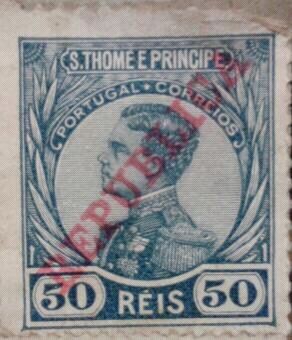 S.THOMÉ E PRINCIPE
PORTUGAL • CORREIOS
REPUBLICA
50 RÉIS 50